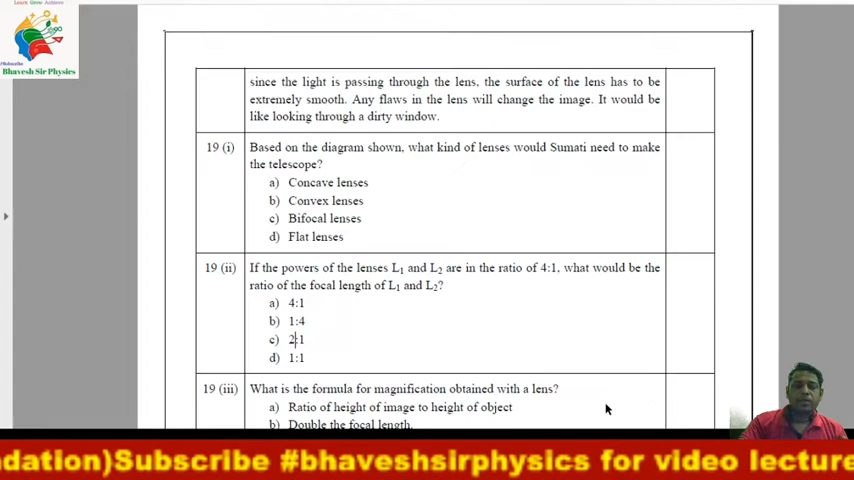 Learn Grow Achieve
#Subscribe
Bhavesh Sir Physics
since the light is passing through the lens, the surface of the lens has to be
extremely smooth. Any flaws in the lens will change the image. It would be
like looking through a dirty window.
19 (i) Based on the diagram shown, what kind of lenses would Sumati need to make
the telescope?
a) Concave lenses
b) Convex lenses
c) Bifocal lenses
d) Flat lenses
19 (ii) If the powers of the lenses L1 and L2 are in the ratio of 4:1, what would be the
ratio of the focal length of L1 and L2?
a) 4:1
b) 1:4
c) 2:1
d) 1:1
19 (iii) What is the formula for magnification obtained with a lens?
a) Ratio of height of image to height of object
b) Double the focal length.
dation)Subscribe #bhaveshsirphysics for video lecture